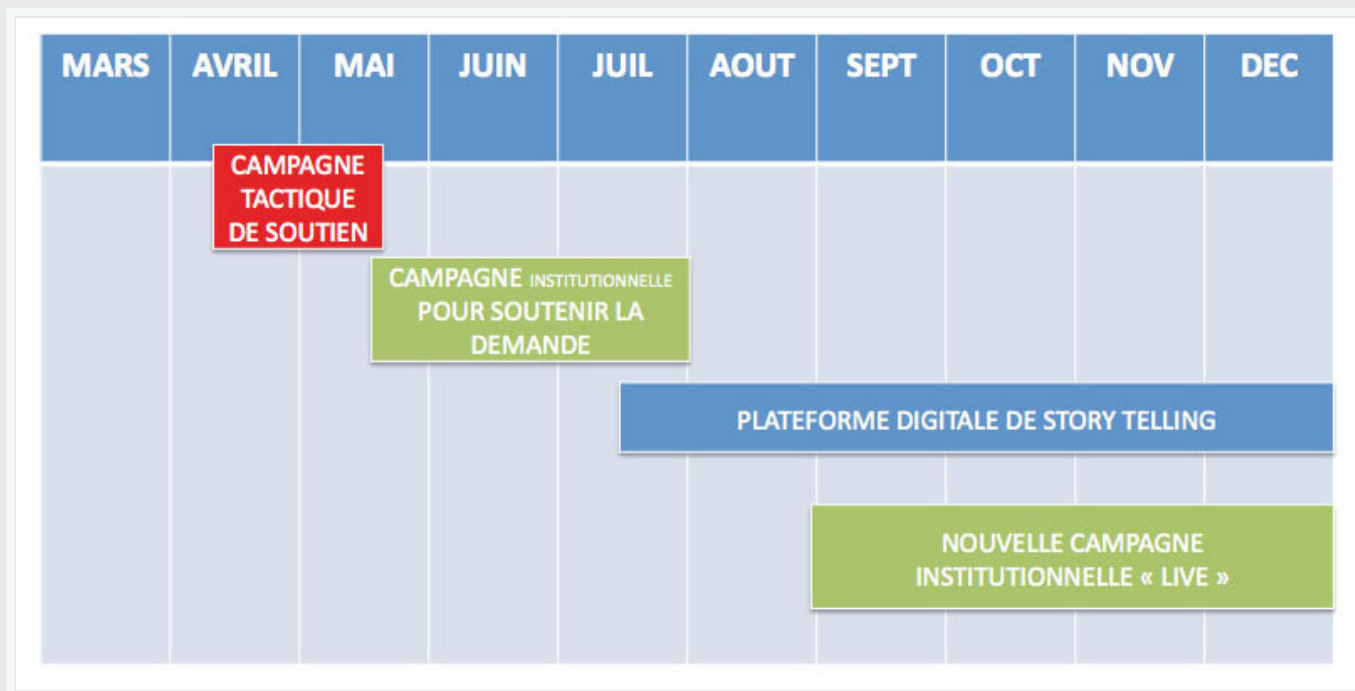 MARS AVRIL MAI JUIN JUIL AOUT SEPT OCT NOV DEC
CAMPAGNE
TACTIQUE
DE SOUTIEN
CAMPAGNE INSTITUTIONNELLE
POUR SOUTENIR LA
DEMANDE
PLATEFORME DIGITALE DE STORY TELLING
NOUVELLE CAMPAGNE
INSTITUTIONNELLE « LIVE »